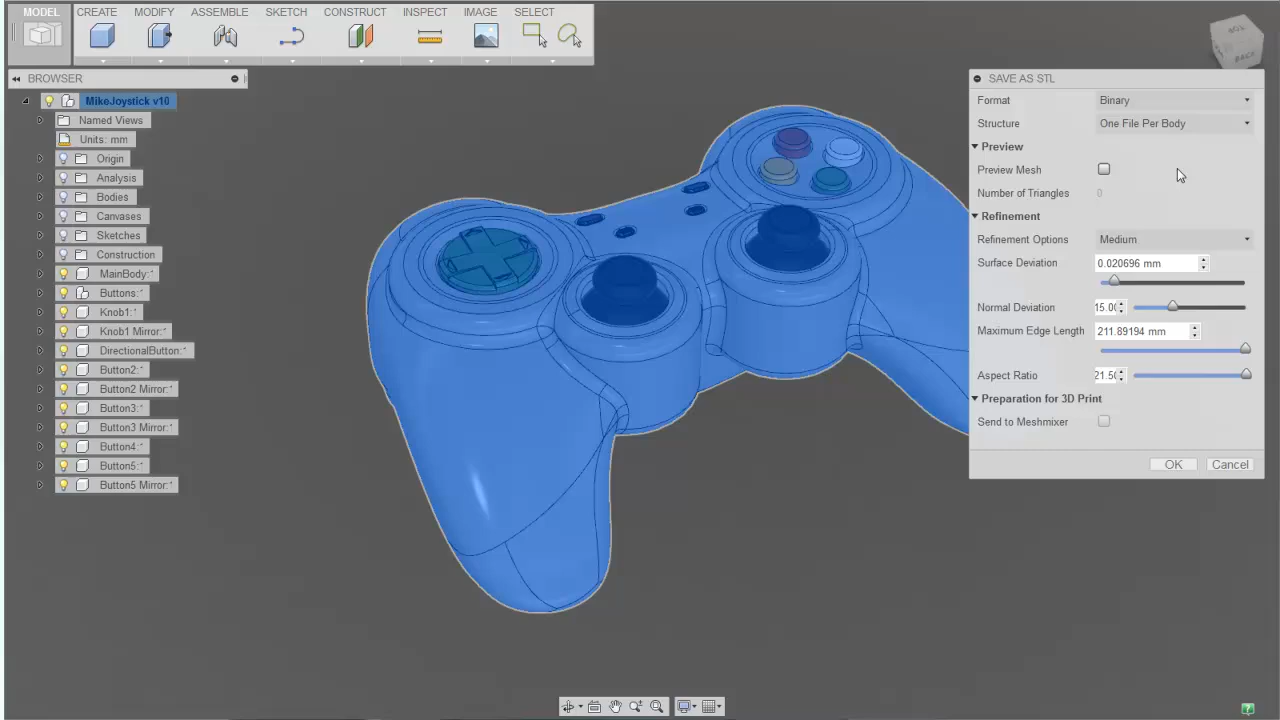 MODEL CREATE MODIFY ASSEMBLE SKETCH CONSTRUCT INSPECT IMAGE SELECT
BROWSER
MikeJoystick v10
Named Views
Units: mm
Origin
Analysis
Bodies
Canvases
Sketches
Construction
MainBody:1
Buttons:1
Knob1:1
Knob1 Mirror:1
DirectionalButton:1
Button2:1
Button2 Mirror:1
Button3:1
Button3 Mirror:1
Button4:1
Button5:1
Button5 Mirror:1
BACK
SAVE AS STL
Format Binary
Structure One File Per Body
Preview
Preview Mesh
Number of Triangles 0
Refinement
Refinement Options Medium
Surface Deviation 0.020696 mm
Normal Deviation 15.00
Maximum Edge Length 211.89194 mm
Aspect Ratio 21.50
Preparation for 3D Print
Send to Meshmixer
OK Cancel